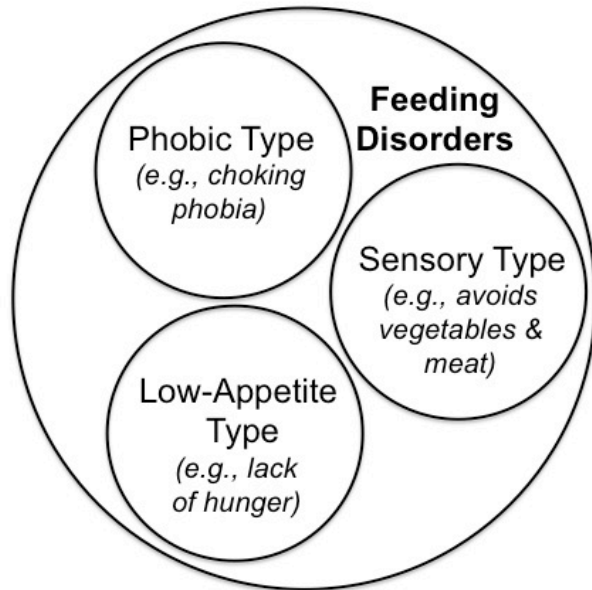 Feeding
Disorders
Phobic Type
(e.g., choking
phobia)
Sensory Type
(e.g., avoids
vegetables &
meat)
Low-Appetite
Type
(e.g., lack
of hunger)